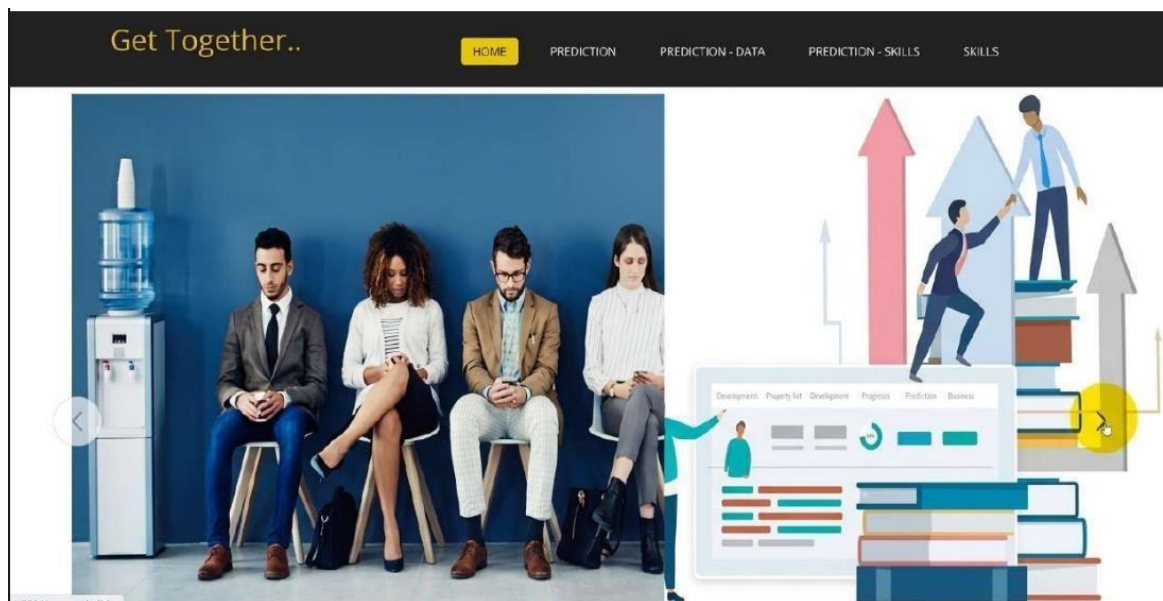 Get Together..
HOME PREDICTION PREDICTION - DATA PREDICTION - SKILLS SKILLS
Development Property list Development Progress Prediction Business